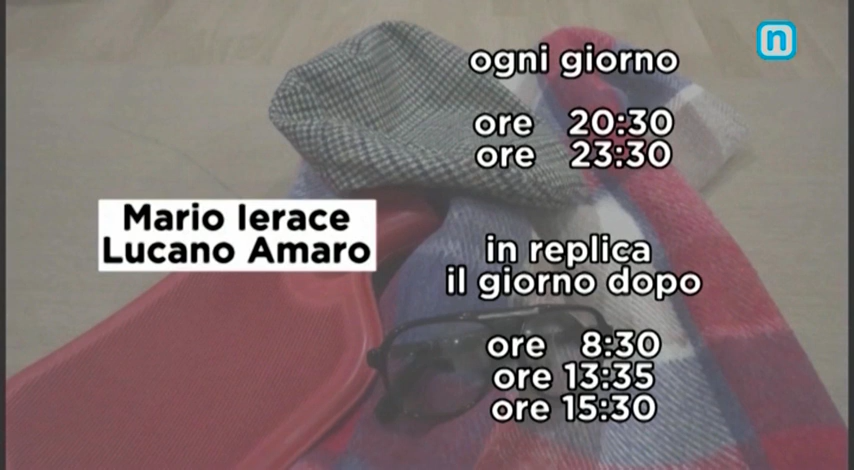 n
ogni giorno
ore 20:30
ore 23:30
Mario Ierace
Lucano Amaro
in replica
il giorno dopo
ore 8:30
ore 13:35
ore 15:30